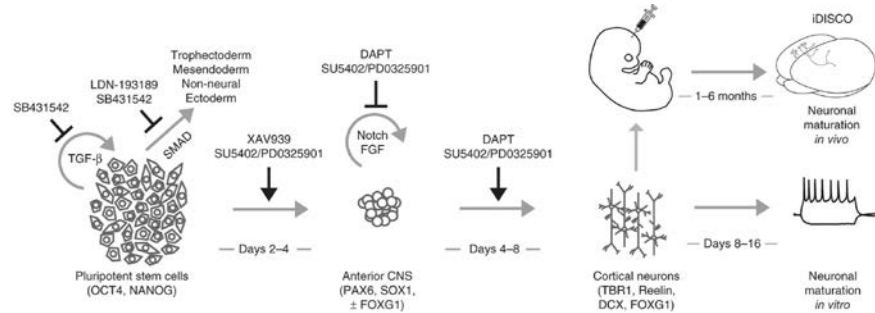 SB431542
TGF-β
LDN-193189
SB431542
Trophectoderm
Mesendoderm
Non-neural
Ectoderm
SMAD
Pluripotent stem cells
(OCT4, NANOG)
XAV939
SU5402/PD0325901
Days 2–4
DAPT
SU5402/PD0325901
Notch
FGF
Anterior CNS
(PAX6, SOX1,
± FOXG1)
DAPT
SU5402/PD0325901
Days 4–8
Cortical neurons
(TBR1, Reelin,
DCX, FOXG1)
1–6 months
iDISCO
Neuronal
maturation
in vivo
Days 8–16
Neuronal
maturation
in vitro